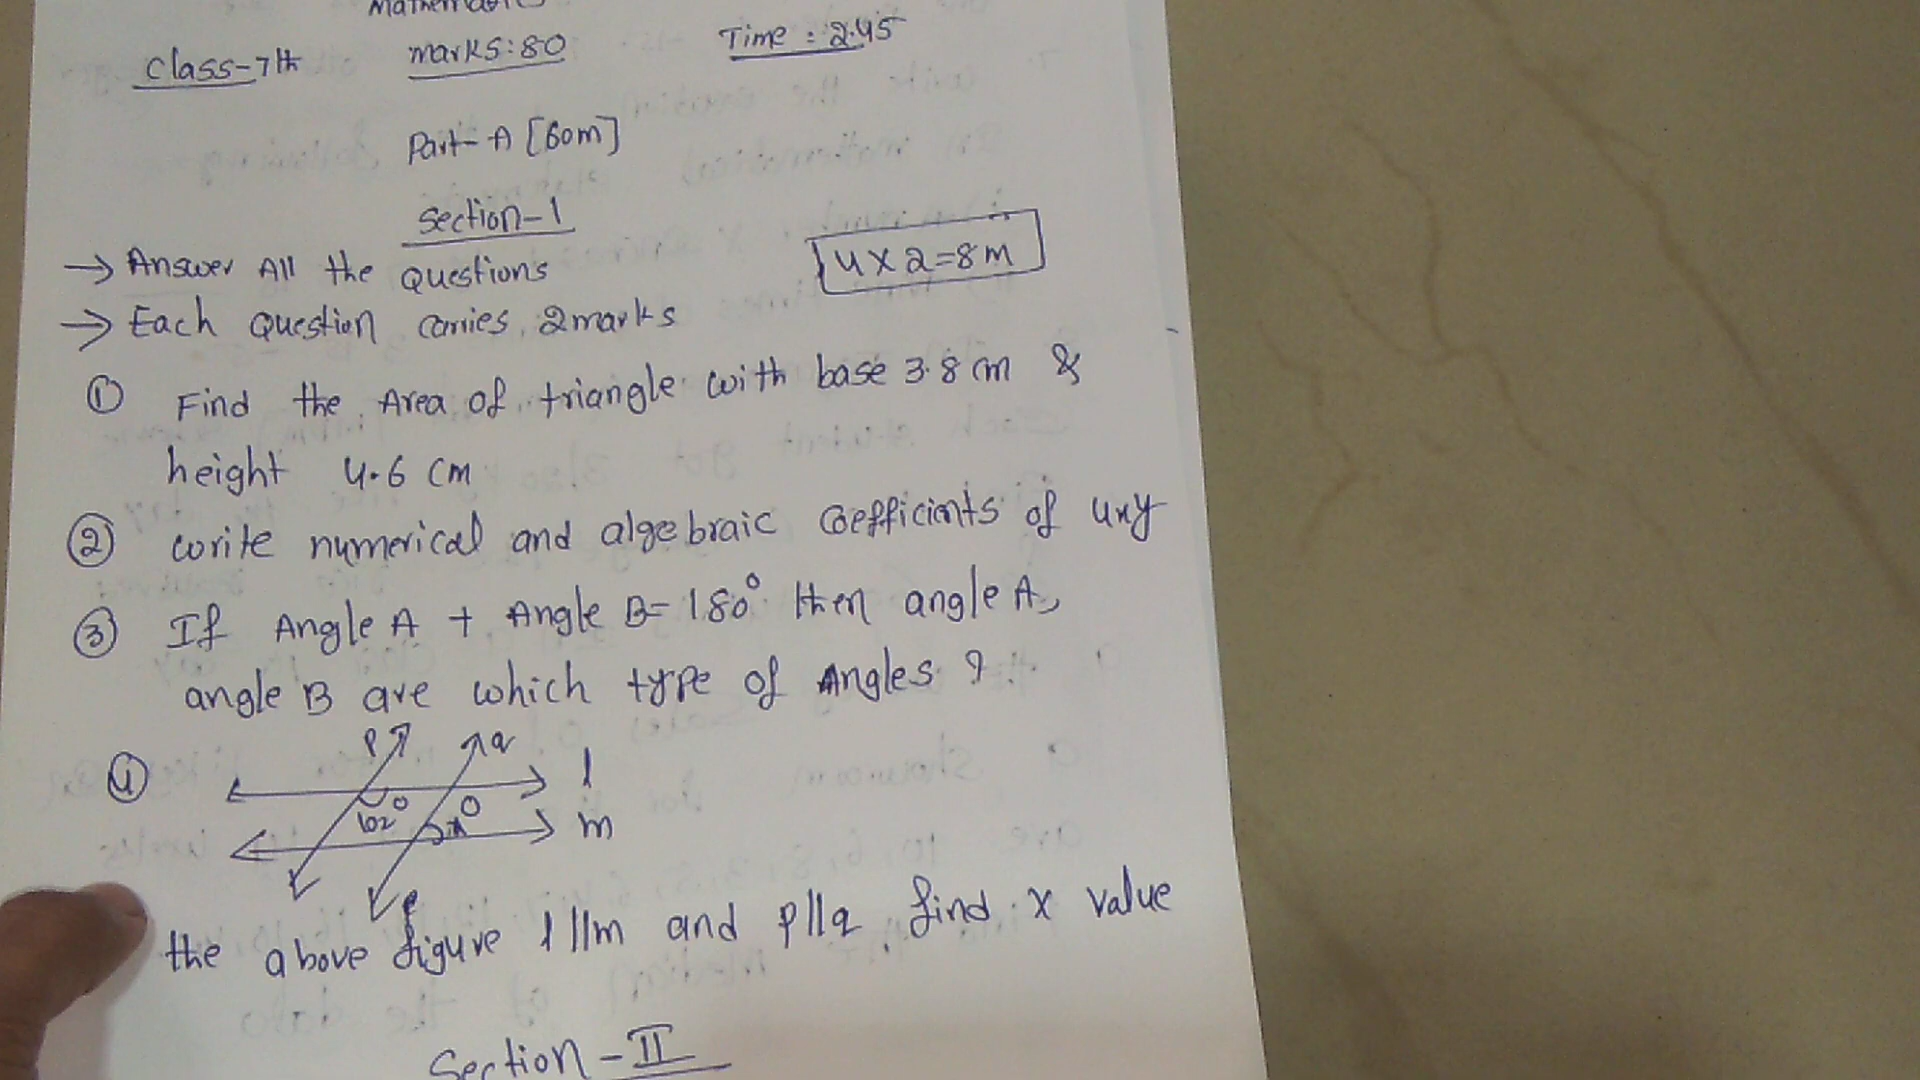 Mathematics
Class-7th marks:80 Time : 2.45
Part-A [60m]
Section-1
→ Answer All the Questions 4 x 2=8m
→ Each Question carries 2marks
① Find the Area of triangle with base 3.8 cm &
height 4.6 cm
② write numerical and algebraic coefficients of 4xy
③ If Angle A + Angle B= 180° then angle A,
angle B are which type of Angles ?
④ p q l
102° x° m
the above figure l ||m and p||q find x value
Section -II